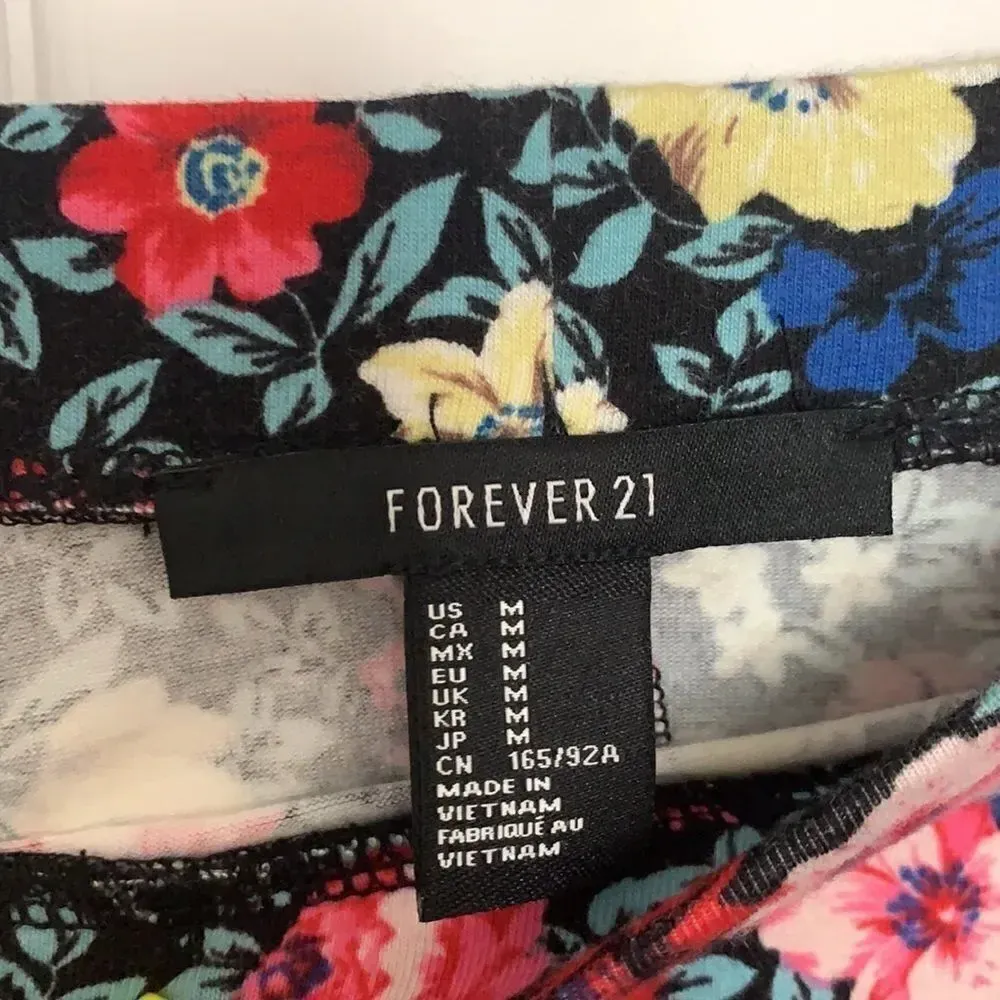 FOREVER 21
US M
CA M
MX M
EU M
UK M
KR M
JP M
CN 165/92A
MADE IN
VIETNAM
FABRIQUÉ AU
VIETNAM